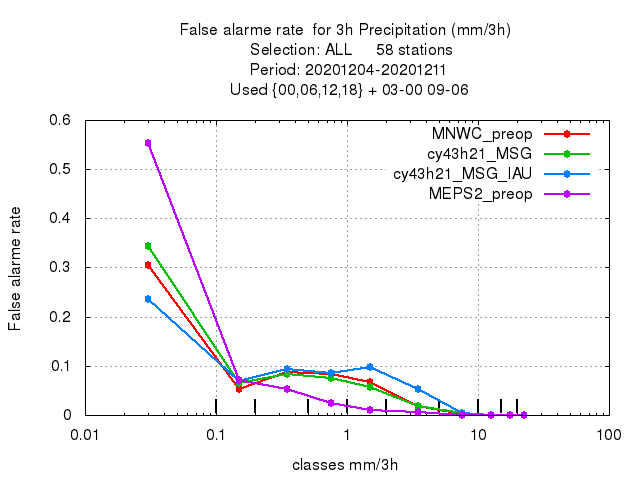 False alarme rate  for 3h Precipitation (mm/3h)
Selection: ALL     58 stations
Period: 20201204-20201211
Used {00,06,12,18} + 03-00 09-06
MNWC_preop
cy43h21_MSG
cy43h21_MSG_IAU
MEPS2_preop
False alarme rate
0.6
0.5
0.4
0.3
0.2
0.1
0
0.01 0.1 1 10 100
classes mm/3h